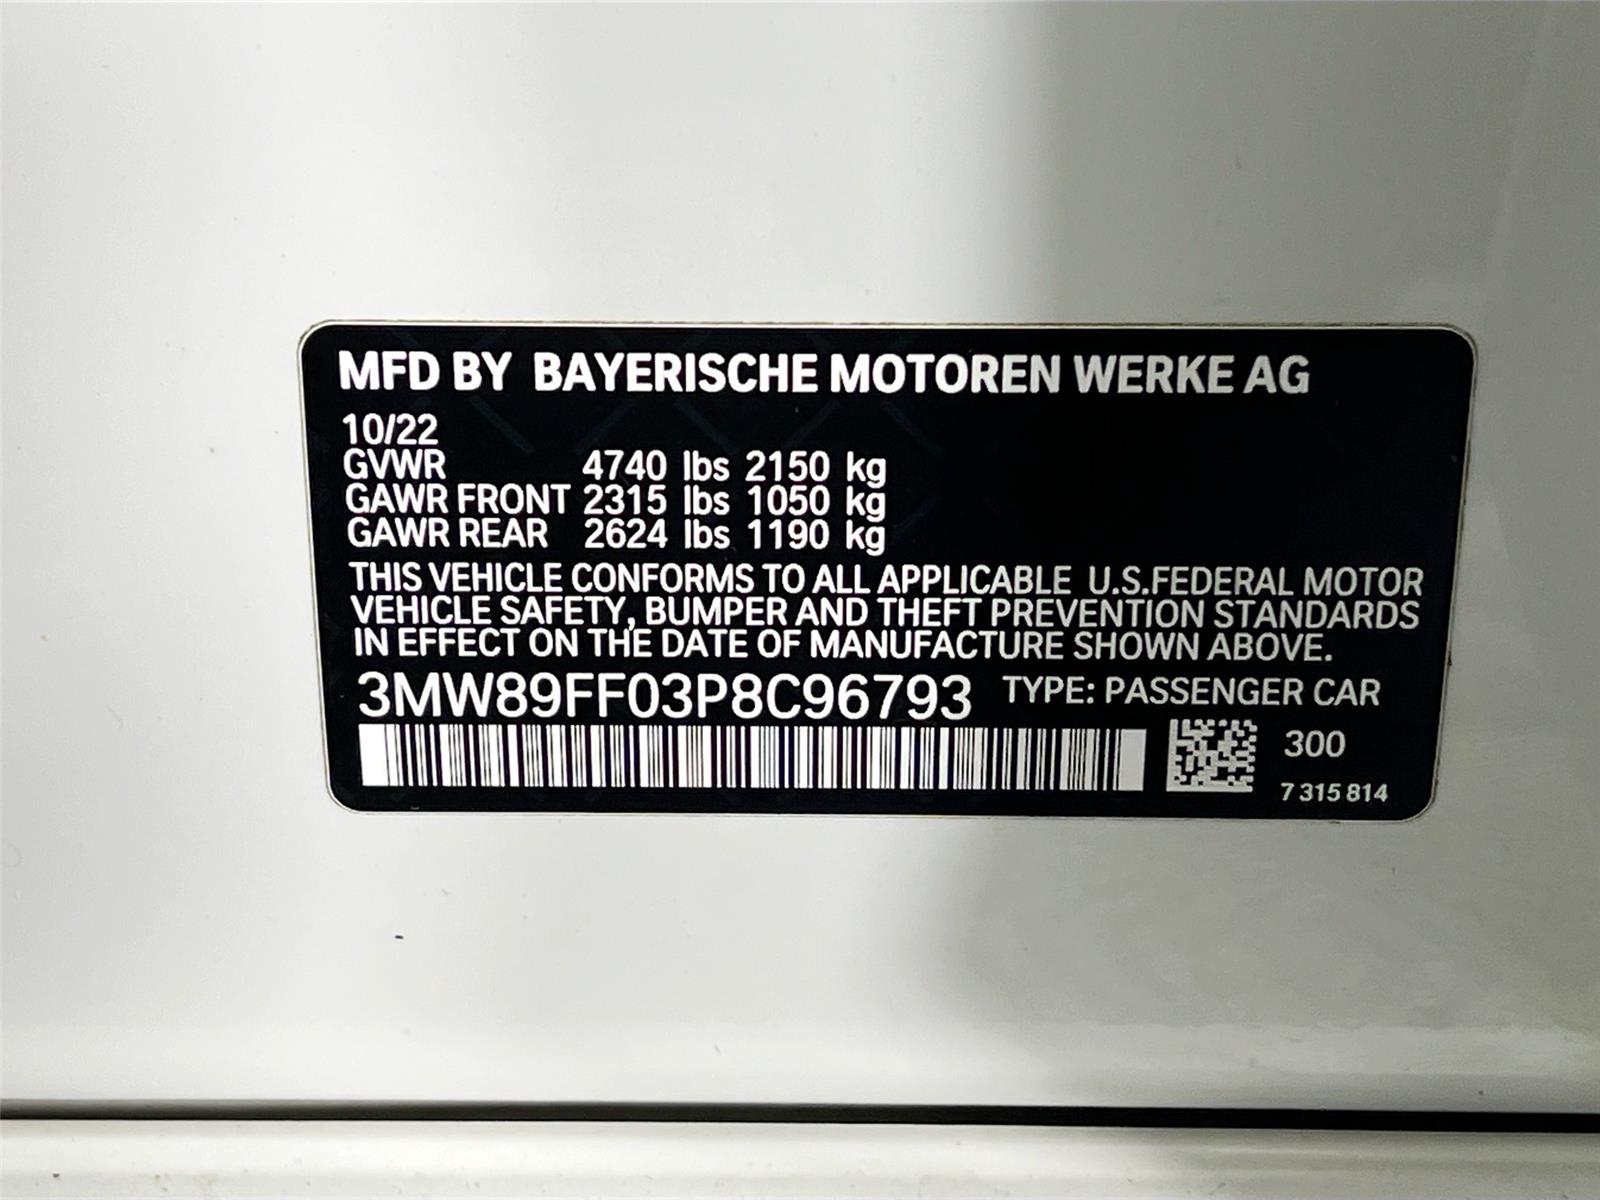 MFD BY BAYERISCHE MOTOREN WERKE AG
10/22
GVWR 4740 lbs 2150 kg
GAWR FRONT 2315 lbs 1050 kg
GAWR REAR 2624 lbs 1190 kg
THIS VEHICLE CONFORMS TO ALL APPLICABLE U.S.FEDERAL MOTOR
VEHICLE SAFETY, BUMPER AND THEFT PREVENTION STANDARDS
IN EFFECT ON THE DATE OF MANUFACTURE SHOWN ABOVE.
3MW89FF03P8C96793 TYPE: PASSENGER CAR
300
7 315 814